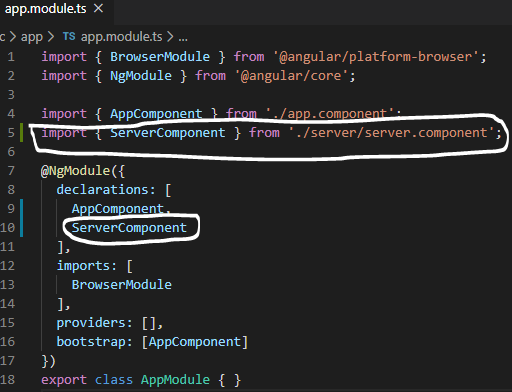 app.module.ts ×
c > app > TS app.module.ts > ...
1 import { BrowserModule } from '@angular/platform-browser';
2 import { NgModule } from '@angular/core';
3
4 import { AppComponent } from './app.component';
5 import { ServerComponent } from './server/server.component';
6
7 @NgModule({
8 declarations: [
9 AppComponent,
10 ServerComponent
11 ],
12 imports: [
13 BrowserModule
14 ],
15 providers: [],
16 bootstrap: [AppComponent]
17 })
18 export class AppModule { }